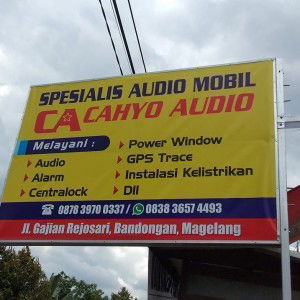 SPESIALIS AUDIO MOBIL
CA CAHYO AUDIO
Melayani :
Audio
Alarm
Centralock
Power Window
GPS Trace
Instalasi Kelistrikan
Dll
0878 3970 0337 / 0838 3657 4493
Jl. Gajian Rejosari, Bandongan, Magelang